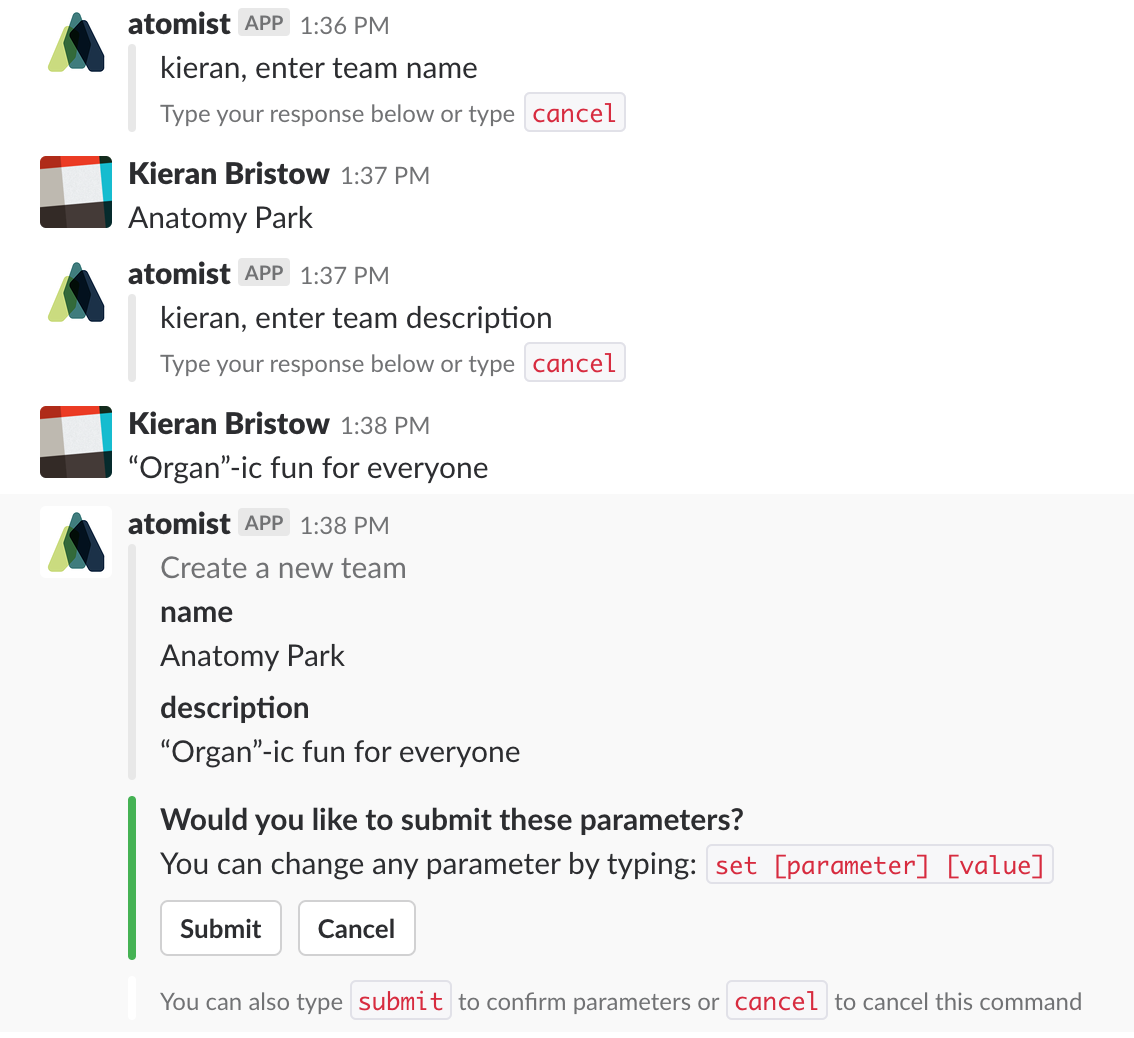 atomist APP 1:36 PM
kieran, enter team name
Type your response below or type cancel
Kieran Bristow 1:37 PM
Anatomy Park
atomist APP 1:37 PM
kieran, enter team description
Type your response below or type cancel
Kieran Bristow 1:38 PM
“Organ”-ic fun for everyone
atomist APP 1:38 PM
Create a new team
name
Anatomy Park
description
“Organ”-ic fun for everyone
Would you like to submit these parameters?
You can change any parameter by typing: set [parameter] [value]
Submit Cancel
You can also type submit to confirm parameters or cancel to cancel this command